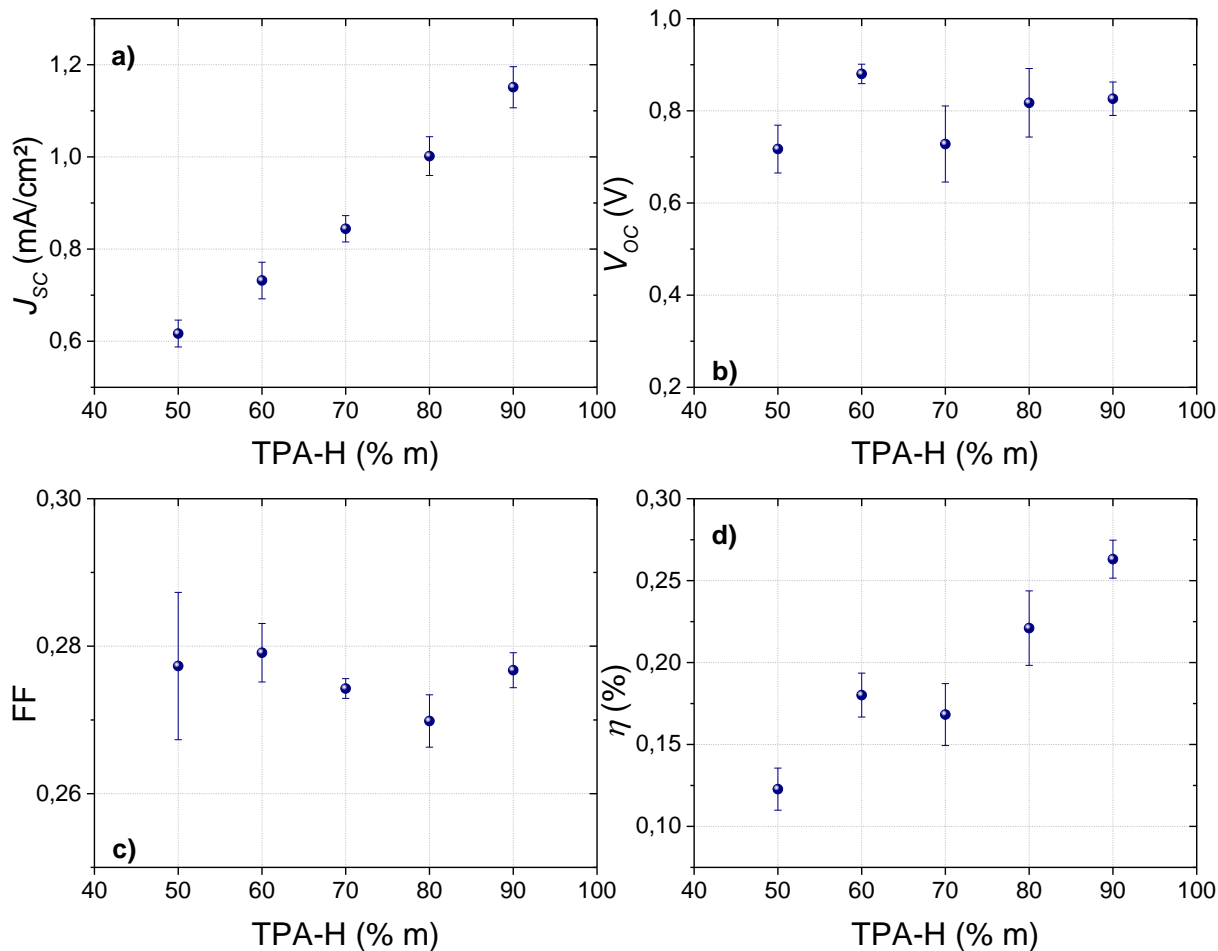 a)
1,2
1,0
0,8
0,6
J_SC (mA/cm²)
40 50 60 70 80 90 100
TPA-H (% m)
1,0
0,8
0,6
0,4
0,2
V_OC (V)
b)
40 50 60 70 80 90 100
TPA-H (% m)
0,30
0,28
0,26
FF
c)
40 50 60 70 80 90 100
TPA-H (% m)
d)
0,30
0,25
0,20
0,15
0,10
η (%)
40 50 60 70 80 90 100
TPA-H (% m)